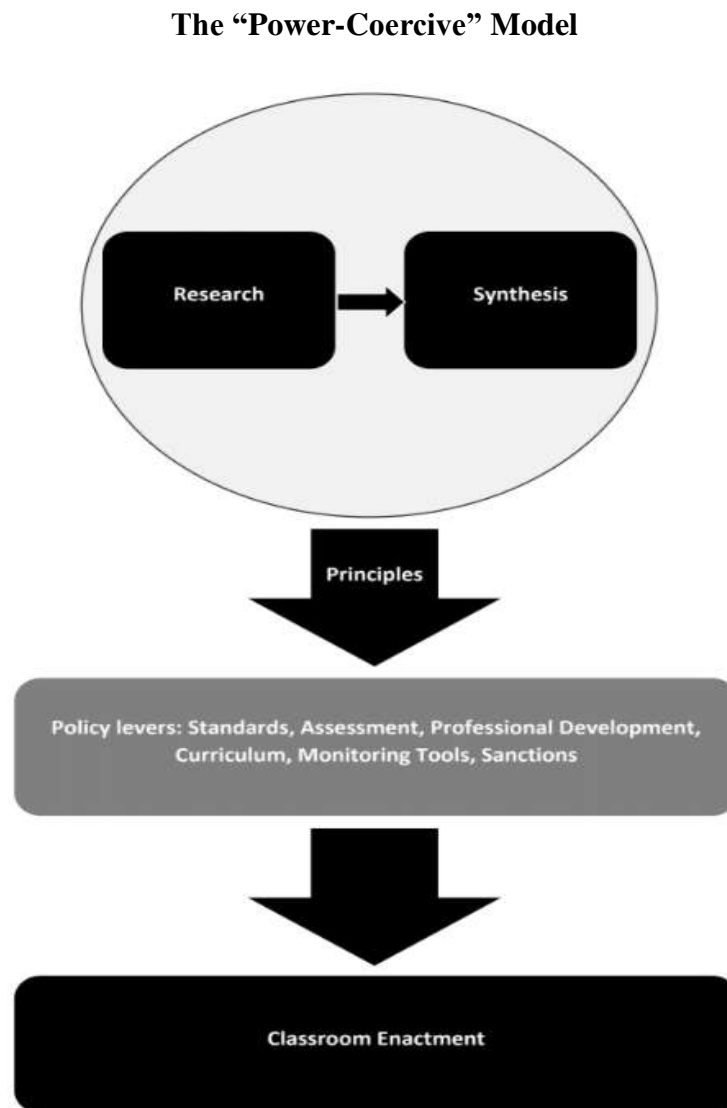 The “Power-Coercive” Model
Research
Synthesis
Principles
Policy levers: Standards, Assessment, Professional Development,
Curriculum, Monitoring Tools, Sanctions
Classroom Enactment